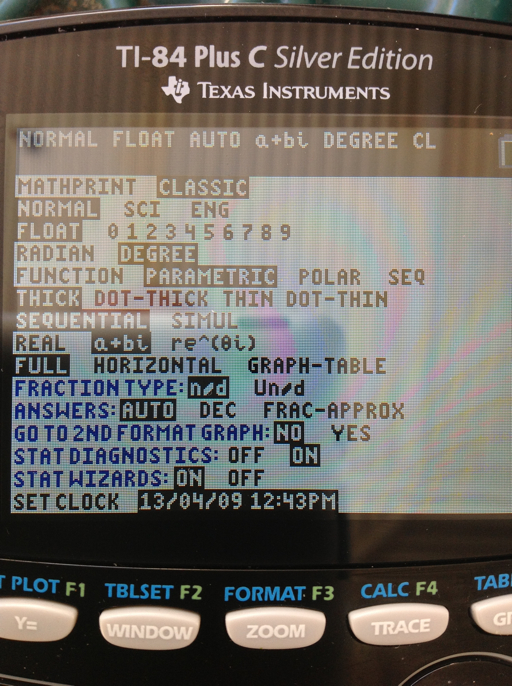 TI-84 Plus C Silver Edition
TEXAS INSTRUMENTS
NORMAL FLOAT AUTO a+bi DEGREE CL
MATHPRINT CLASSIC
NORMAL SCI ENG
FLOAT 0 1 2 3 4 5 6 7 8 9
RADIAN DEGREE
FUNCTION PARAMETRIC POLAR SEQ
THICK DOT-THICK THIN DOT-THIN
SEQUENTIAL SIMUL
REAL a+bi re^(θi)
FULL HORIZONTAL GRAPH-TABLE
FRACTION TYPE: n/d Un/d
ANSWERS: AUTO DEC FRAC-APPROX
GO TO 2ND FORMAT GRAPH: NO YES
STAT DIAGNOSTICS: OFF ON
STAT WIZARDS: ON OFF
SET CLOCK 13/04/09 12:43PM
T PLOT F1 TBLSET F2 FORMAT F3 CALC F4 TABL
Y= WINDOW ZOOM TRACE G